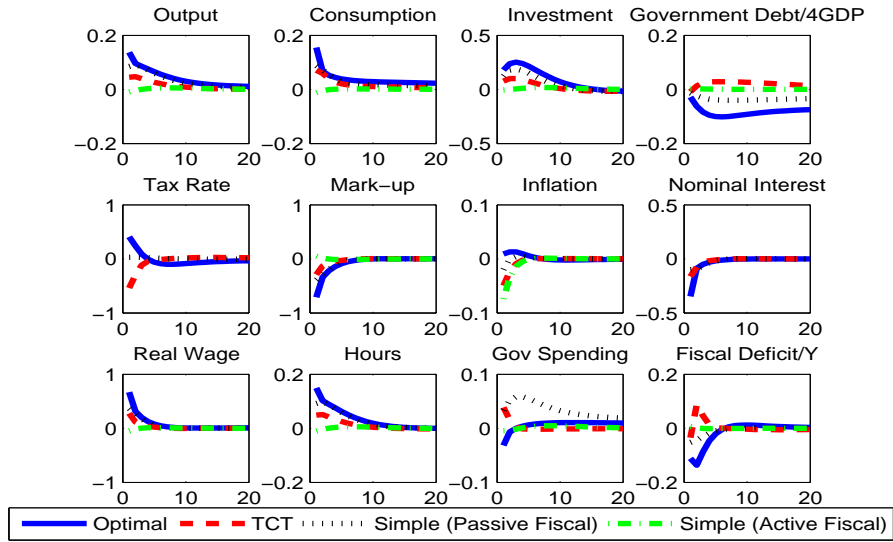 Output Consumption Investment Government Debt/4GDP
0.2 0.2 0.5 0.2
0 0 0 0
−0.2 −0.2 −0.5 −0.2
0 10 20 0 10 20 0 10 20 0 10 20
Tax Rate Mark−up Inflation Nominal Interest
1 1 0.1 0.5
0 0 0 0
−1 −1 −0.1 −0.5
0 10 20 0 10 20 0 10 20 0 10 20
Real Wage Hours Gov Spending Fiscal Deficit/Y
1 0.2 0.1 0.2
0 0 0 0
−1 −0.2 −0.1 −0.2
0 10 20 0 10 20 0 10 20 0 10 20
Optimal TCT Simple (Passive Fiscal) Simple (Active Fiscal)